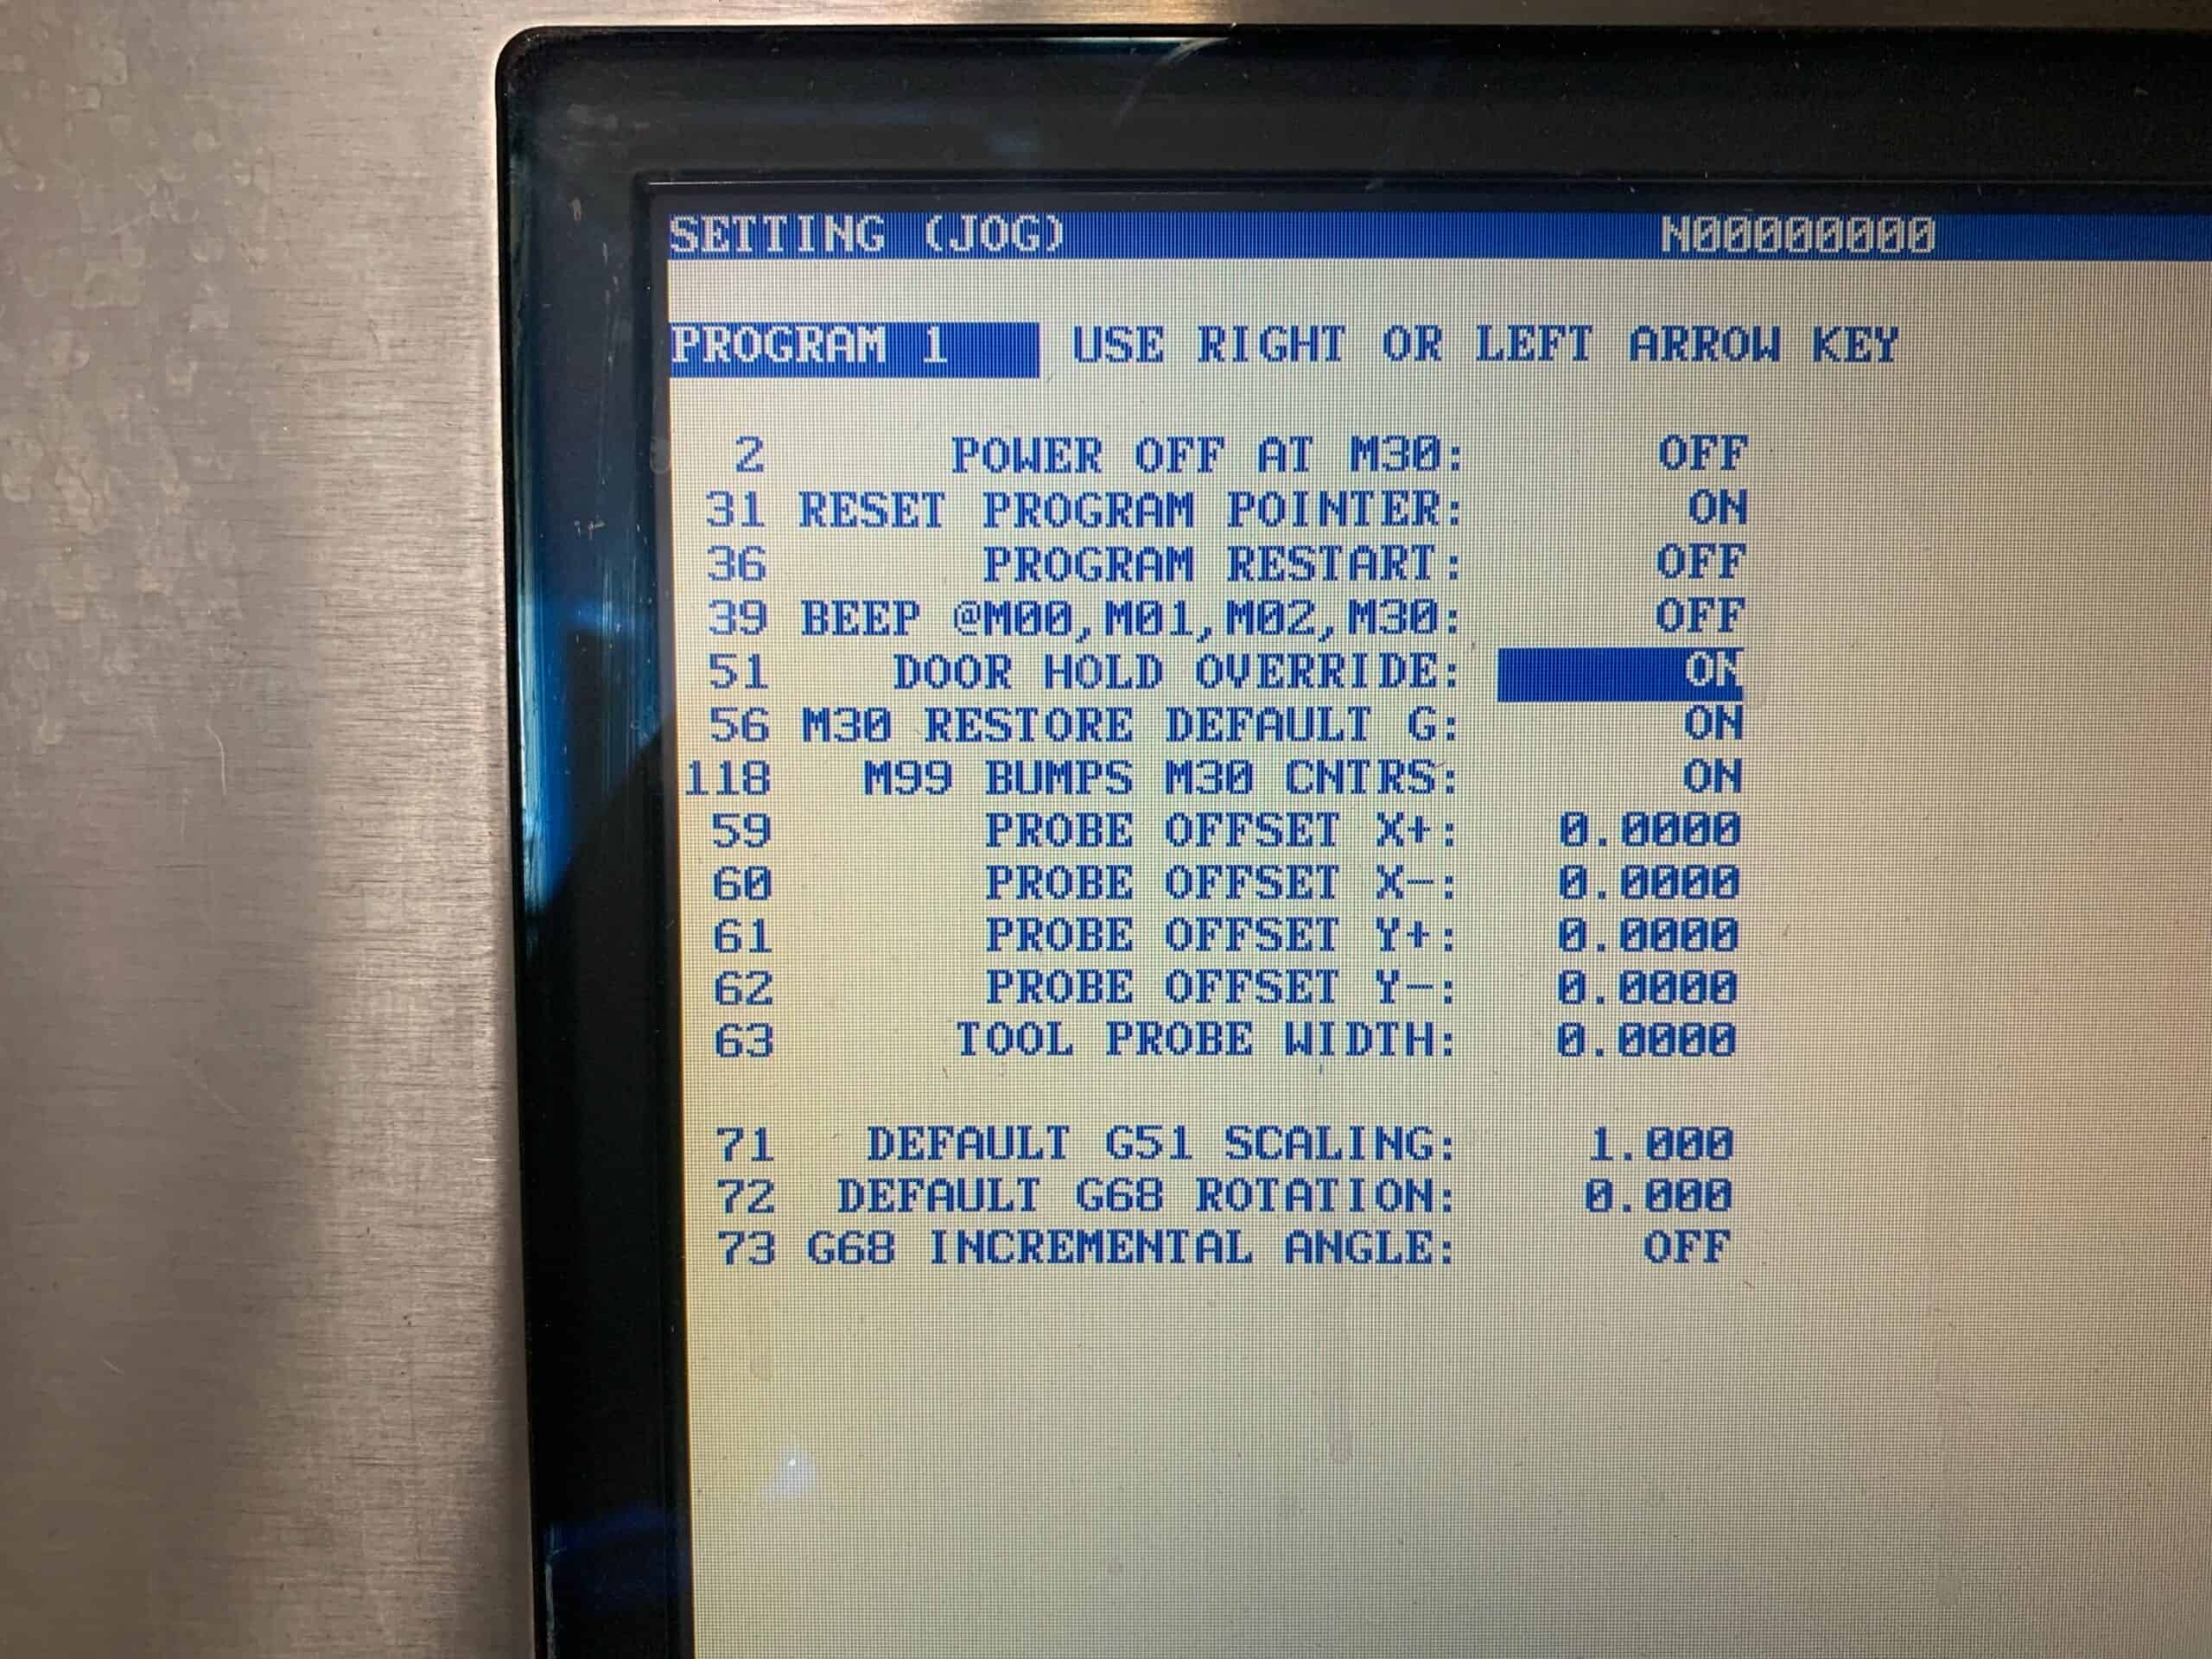 SETTING (JOG) N00000000
PROGRAM 1 USE RIGHT OR LEFT ARROW KEY
2 POWER OFF AT M30: OFF
31 RESET PROGRAM POINTER: ON
36 PROGRAM RESTART: OFF
39 BEEP @M00,M01,M02,M30: OFF
51 DOOR HOLD OVERRIDE: ON
56 M30 RESTORE DEFAULT G: ON
118 M99 BUMPS M30 CNTRS: ON
59 PROBE OFFSET X+: 0.0000
60 PROBE OFFSET X-: 0.0000
61 PROBE OFFSET Y+: 0.0000
62 PROBE OFFSET Y-: 0.0000
63 TOOL PROBE WIDTH: 0.0000
71 DEFAULT G51 SCALING: 1.000
72 DEFAULT G68 ROTATION: 0.000
73 G68 INCREMENTAL ANGLE: OFF